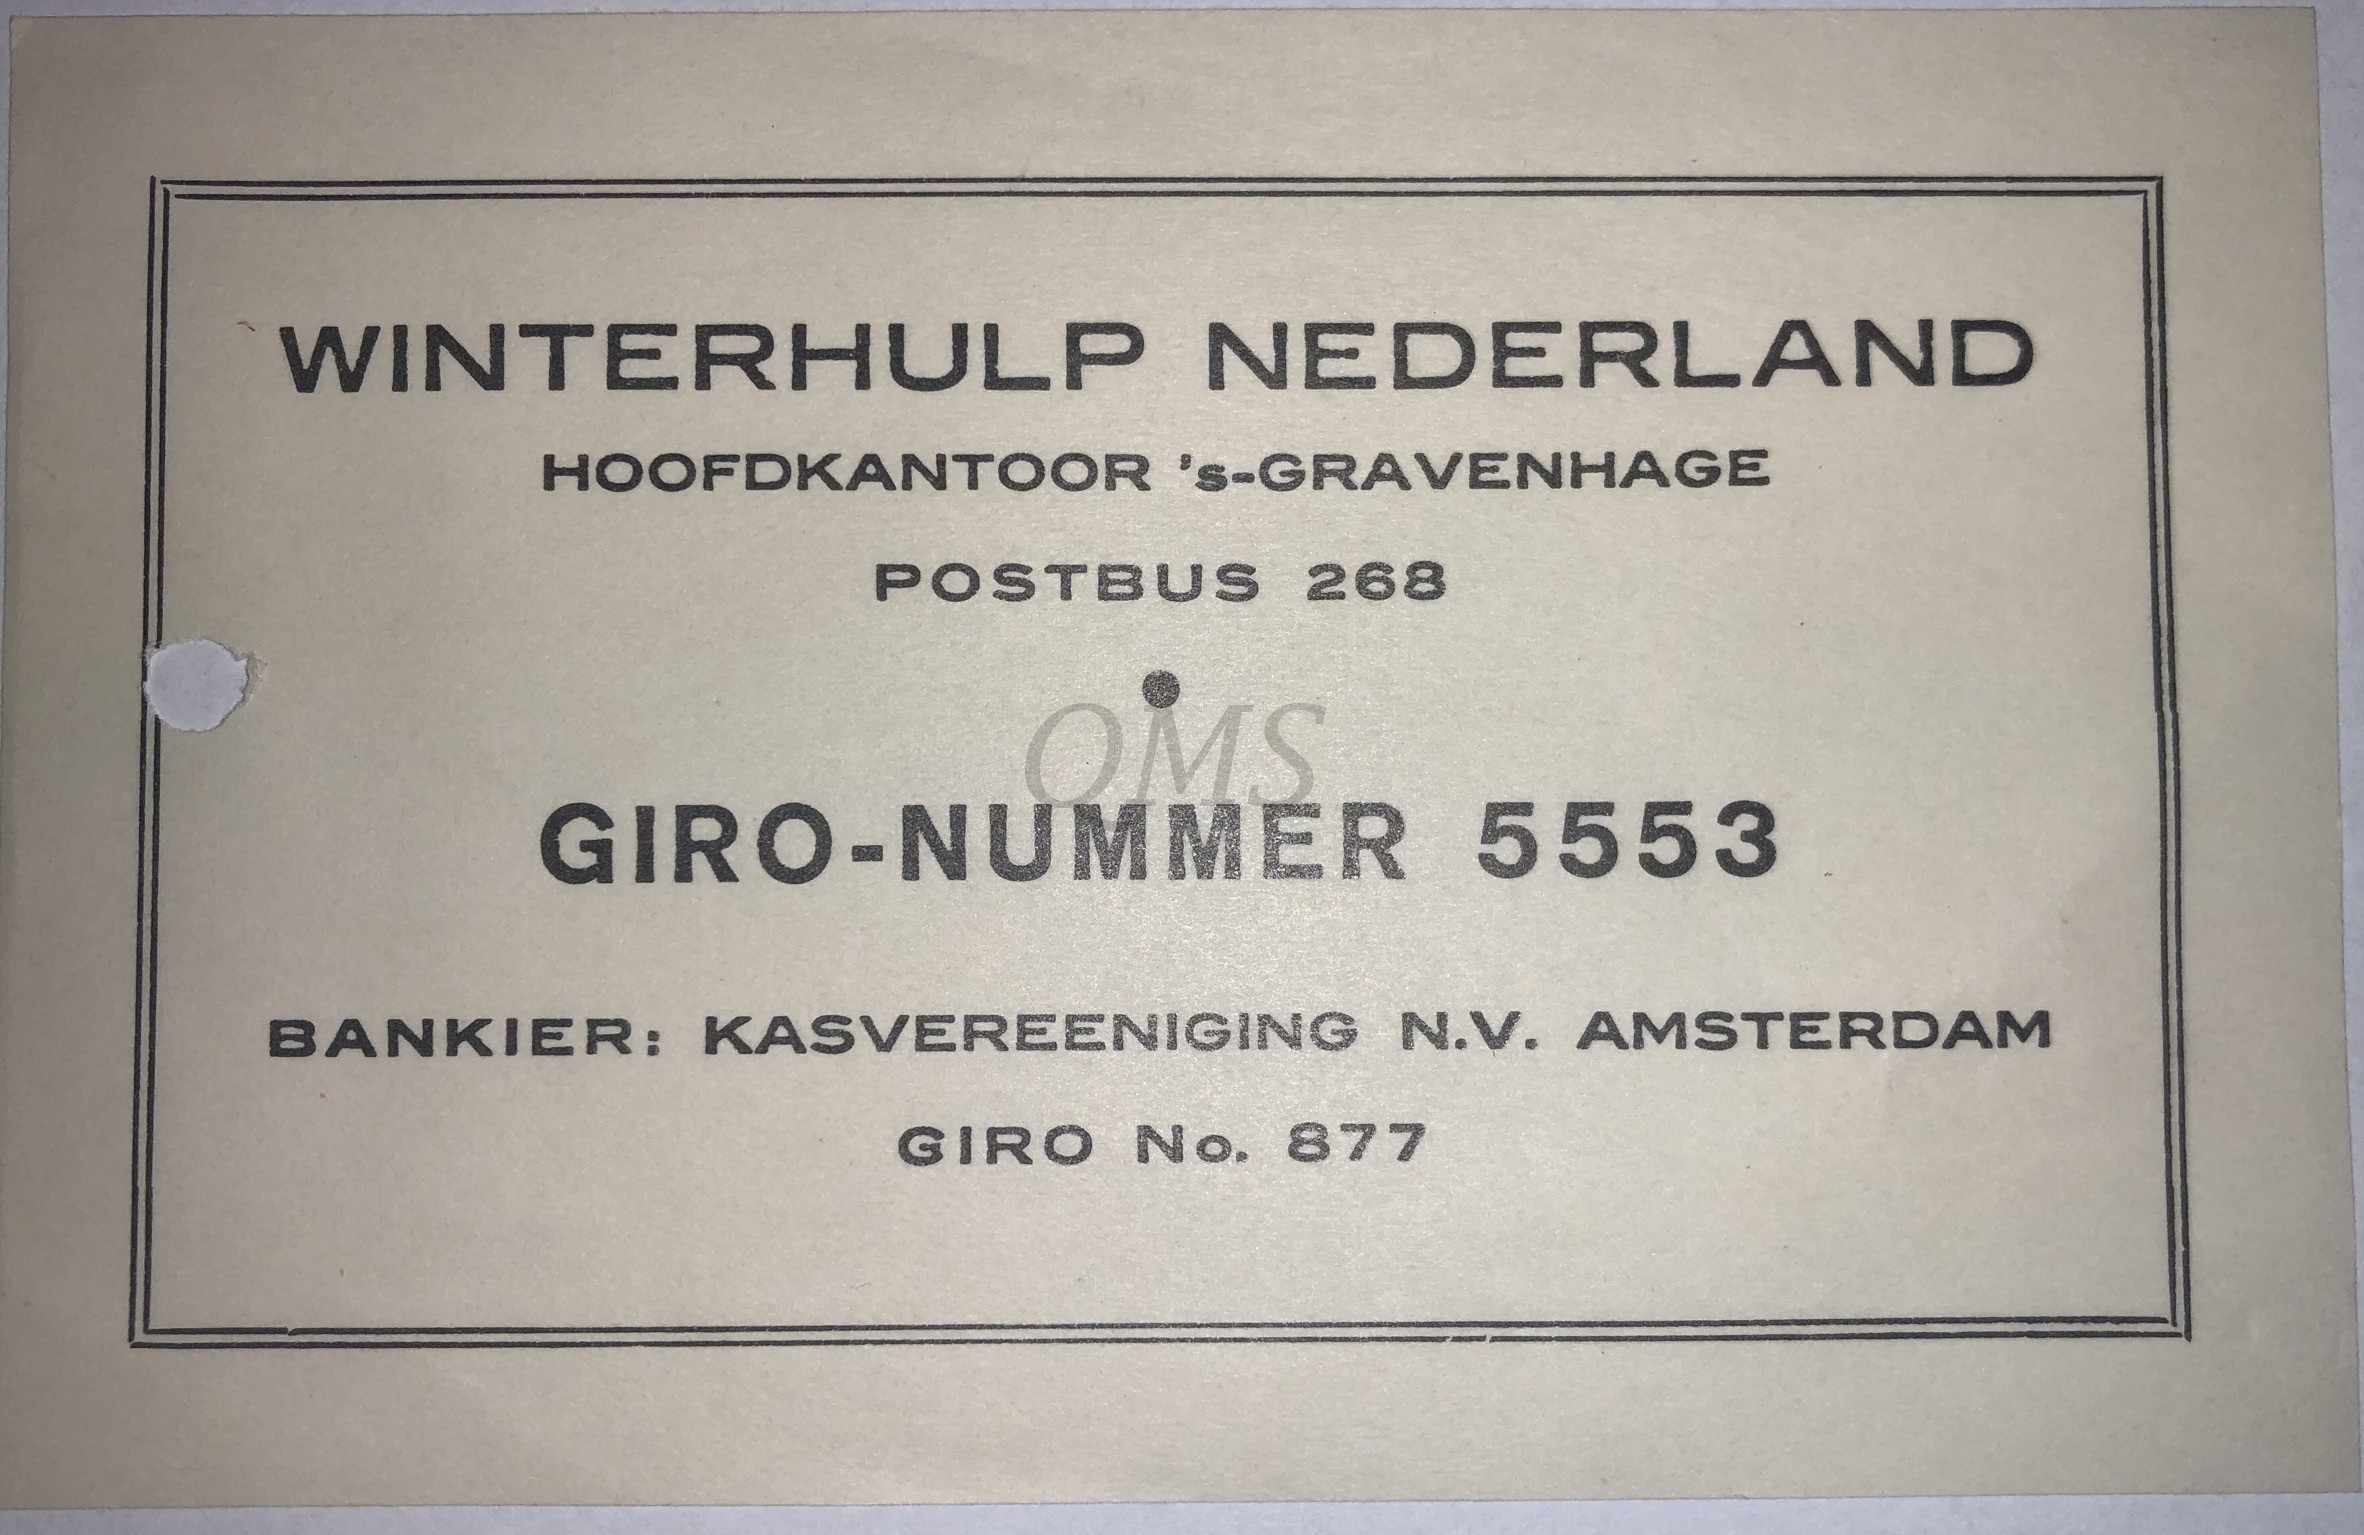 WINTERHULP NEDERLAND
HOOFDKANTOOR 's-GRAVENHAGE
POSTBUS 268
OMS
GIRO-NUMMER 5553
BANKIER: KASVEREENIGING N.V. AMSTERDAM
GIRO No. 877